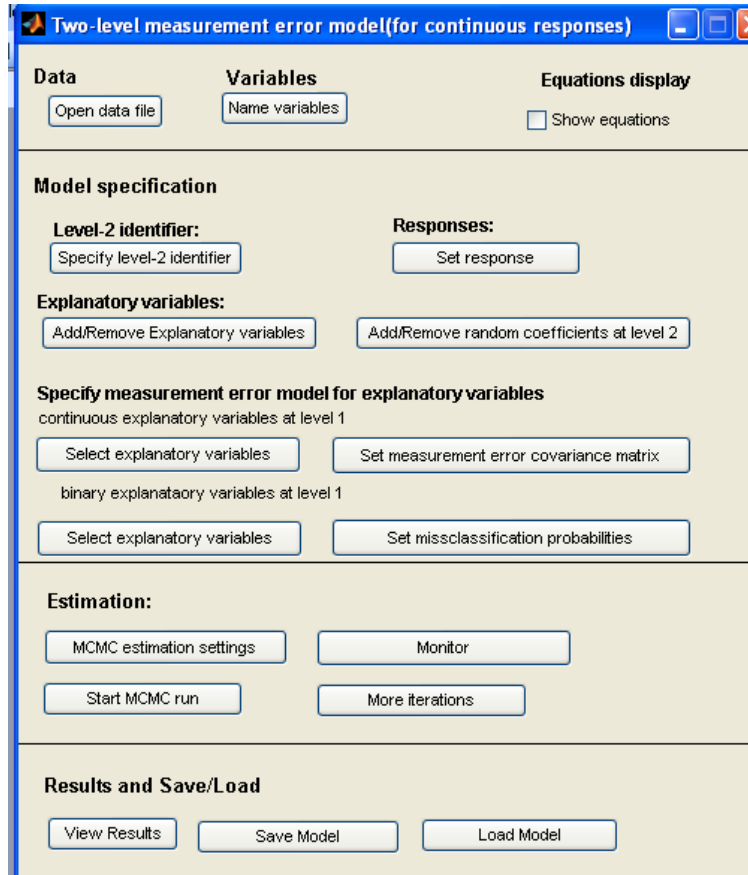 Two-level measurement error model(for continuous responses)
Data
Variables
Equations display
Open data file
Name variables
Show equations
Model specification
Level-2 identifier:
Responses:
Specify level-2 identifier
Set response
Explanatory variables:
Add/Remove Explanatory variables
Add/Remove random coefficients at level 2
Specify measurement error model for explanatory variables
continuous explanatory variables at level 1
Select explanatory variables
Set measurement error covariance matrix
binary explanataory variables at level 1
Select explanatory variables
Set missclassification probabilities
Estimation:
MCMC estimation settings
Monitor
Start MCMC run
More iterations
Results and Save/Load
View Results
Save Model
Load Model